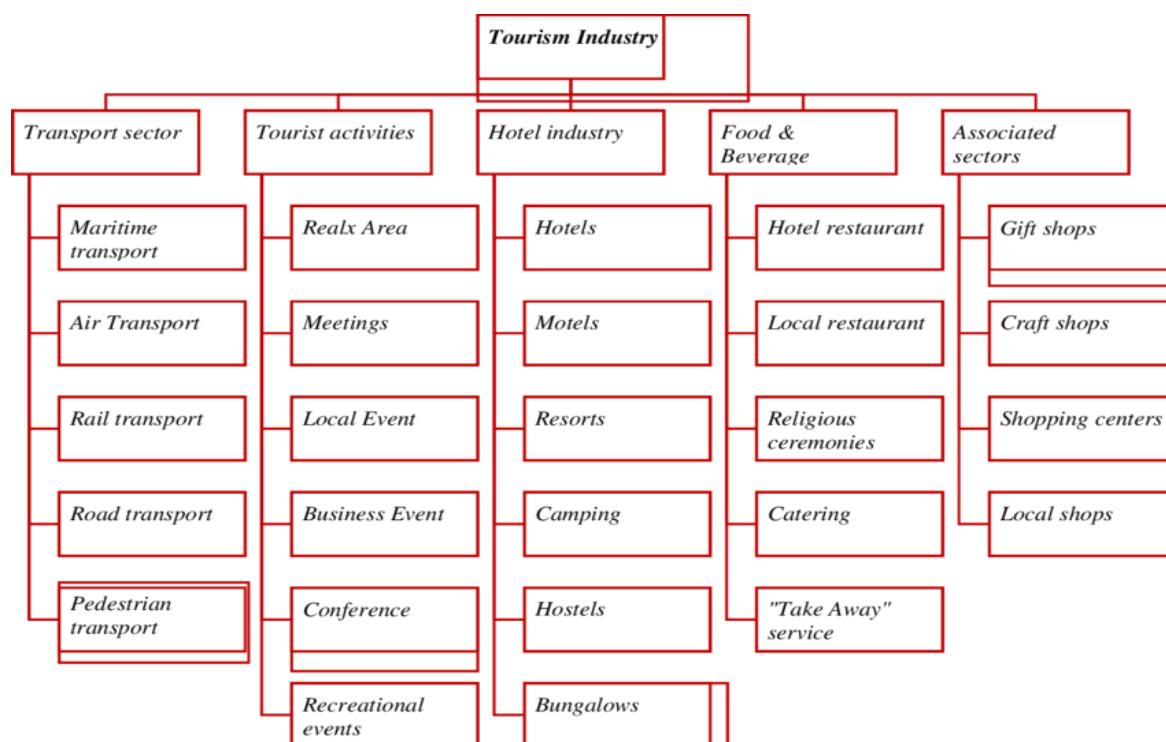 Tourism Industry
Transport sector
Tourist activities
Hotel industry
Food &
Beverage
Associated
sectors
Maritime
transport
Realx Area
Hotels
Hotel restaurant
Gift shops
Air Transport
Meetings
Motels
Local restaurant
Craft shops
Rail transport
Local Event
Resorts
Religious
ceremonies
Shopping centers
Road transport
Business Event
Camping
Catering
Local shops
Pedestrian
transport
Conference
Hostels
"Take Away"
service
Recreational
events
Bungalows